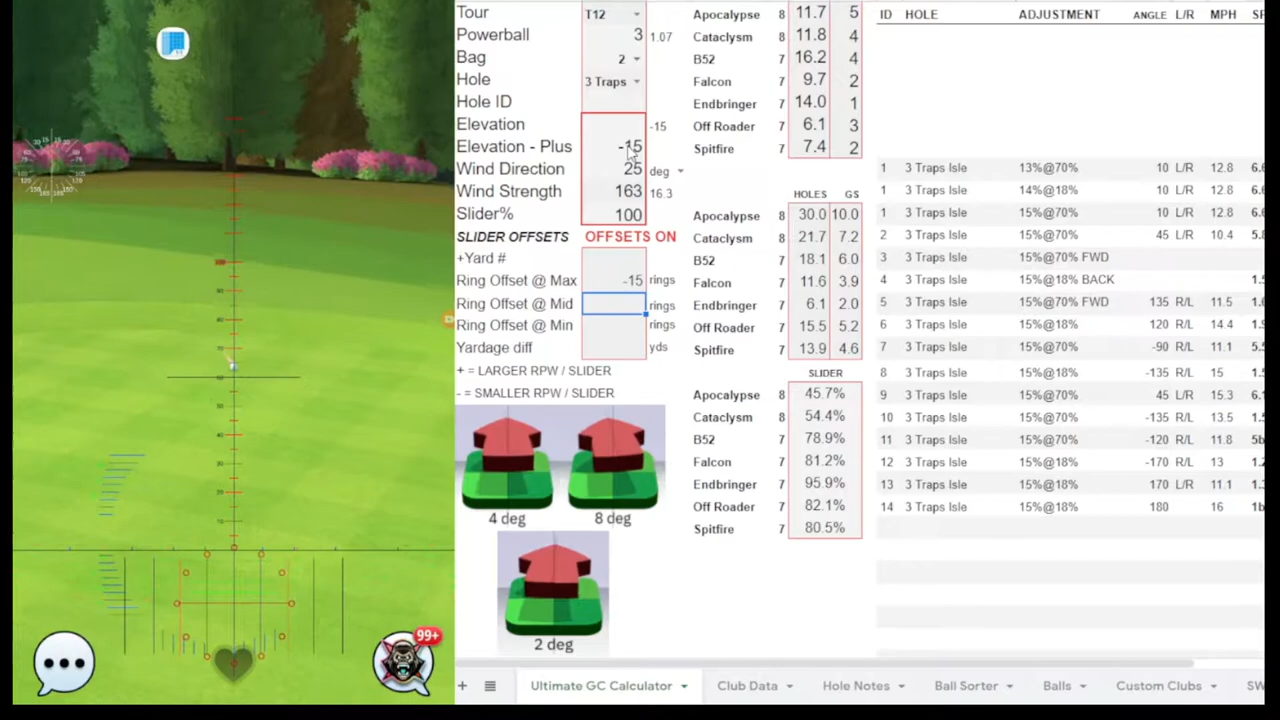 Tour T12 Apocalypse 8 11.7 5 ID HOLE ADJUSTMENT ANGLE L/R MPH
Powerball 3 1.07 Cataclysm 8 11.8 4
Bag 2 B52 7 16.2 4
Hole 3 Traps Falcon 7 9.7 2
Hole ID Endbringer 7 14.0 1
Elevation -15 Off Roader 7 6.1 3
Elevation - Plus -15 Spitfire 7 7.4 2
Wind Direction 25 deg 1 3 Traps Isle 13%@70% 10 L/R 12.8
Wind Strength 163 16.3 HOLES GS 1 3 Traps Isle 14%@18% 10 L/R 12.8
Slider% 100 Apocalypse 8 30.0 10.0 1 3 Traps Isle 15%@70% 10 L/R 12.8
SLIDER OFFSETS OFFSETS ON Cataclysm 8 21.7 7.2 2 3 Traps Isle 15%@70% 45 L/R 10.4
+Yard # B52 7 18.1 6.0 3 3 Traps Isle 15%@70% FWD
Ring Offset @ Max -15 rings Falcon 7 11.6 3.9 4 3 Traps Isle 15%@18% BACK
Ring Offset @ Mid rings Endbringer 7 6.1 2.0 5 3 Traps Isle 15%@70% FWD 135 R/L 11.5
Ring Offset @ Min rings Off Roader 7 15.5 5.2 6 3 Traps Isle 15%@18% 120 R/L 14.4
Yardage diff yds Spitfire 7 13.9 4.6 7 3 Traps Isle 15%@18% -90 R/L 11.1
+ = LARGER RPW / SLIDER SLIDER 8 3 Traps Isle 15%@18% -135 R/L 15
- = SMALLER RPW / SLIDER Apocalypse 8 45.7% 9 3 Traps Isle 15%@70% 45 L/R 15.3
Cataclysm 8 54.4% 10 3 Traps Isle 15%@70% -135 R/L 13.5
B52 7 78.9% 11 3 Traps Isle 15%@70% -120 R/L 11.8
Falcon 7 81.2% 12 3 Traps Isle 15%@18% -170 R/L 13
Endbringer 7 95.9% 13 3 Traps Isle 15%@18% 170 L/R 11.1
4 deg 8 deg Off Roader 7 82.1% 14 3 Traps Isle 15%@18% 180 16
Spitfire 7 80.5%
2 deg
99+
Ultimate GC Calculator Club Data Hole Notes Ball Sorter Balls Custom Clubs